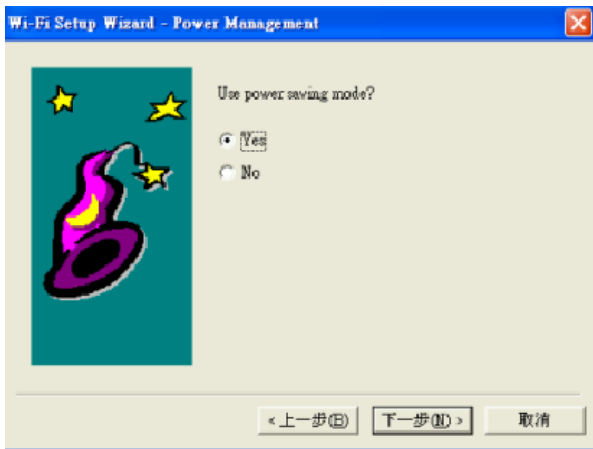 Wi-Fi Setup Wizard - Power Management
Use power saving mode?
Yes
No
<上一步(B)
下一步(N)>
取消